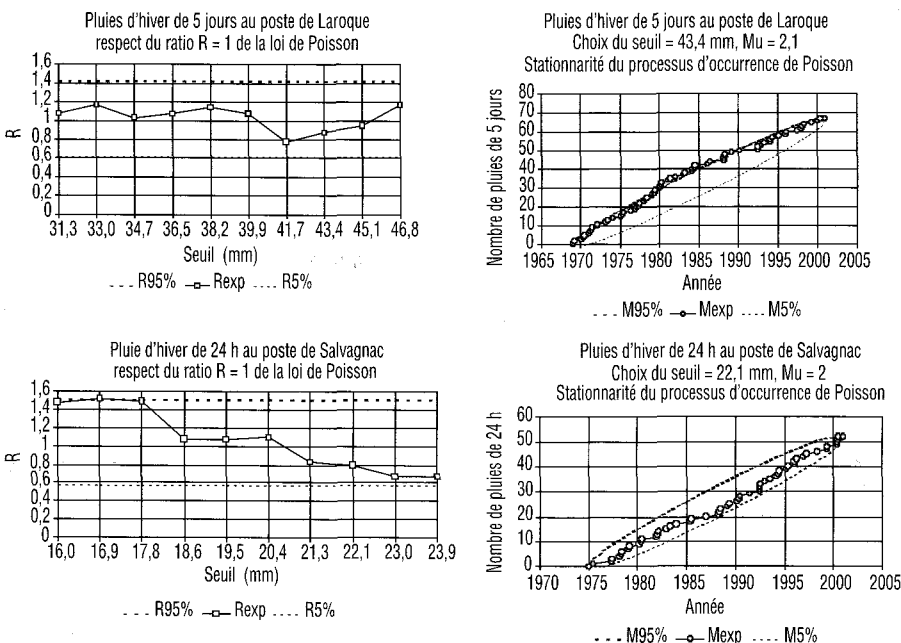 Pluies d'hiver de 5 jours au poste de Laroque
respect du ratio R = 1 de la loi de Poisson
1,6
1,4
1,2
1
0,8
0,6
0,4
0,2
0
R
31,3 33,0 34,7 36,5 38,2 39,9 41,7 43,4 45,1 46,8
Seuil (mm)
R95% Rexp R5%
Pluies d'hiver de 5 jours au poste de Laroque
Choix du seuil = 43,4 mm, Mu = 2,1
Stationnarité du processus d'occurrence de Poisson
Nombre de pluies de 5 jours
80
70
60
50
40
30
20
10
0
1965 1970 1975 1980 1985 1990 1995 2000 2005
Année
M95% Mexp M5%
Pluie d'hiver de 24 h au poste de Salvagnac
respect du ratio R = 1 de la loi de Poisson
1,6
1,4
1,2
1
0,8
0,6
0,4
0,2
0
R
16,0 16,9 17,8 18,6 19,5 20,4 21,3 22,1 23,0 23,9
Seuil (mm)
R95% Rexp R5%
Pluies d'hiver de 24 h au poste de Salvagnac
Choix du seuil = 22,1 mm, Mu = 2
Stationnarité du processus d'occurrence de Poisson
Nombre de pluies de 24 h
60
50
40
30
20
10
0
1970 1975 1980 1985 1990 1995 2000 2005
Année
M95% Mexp M5%